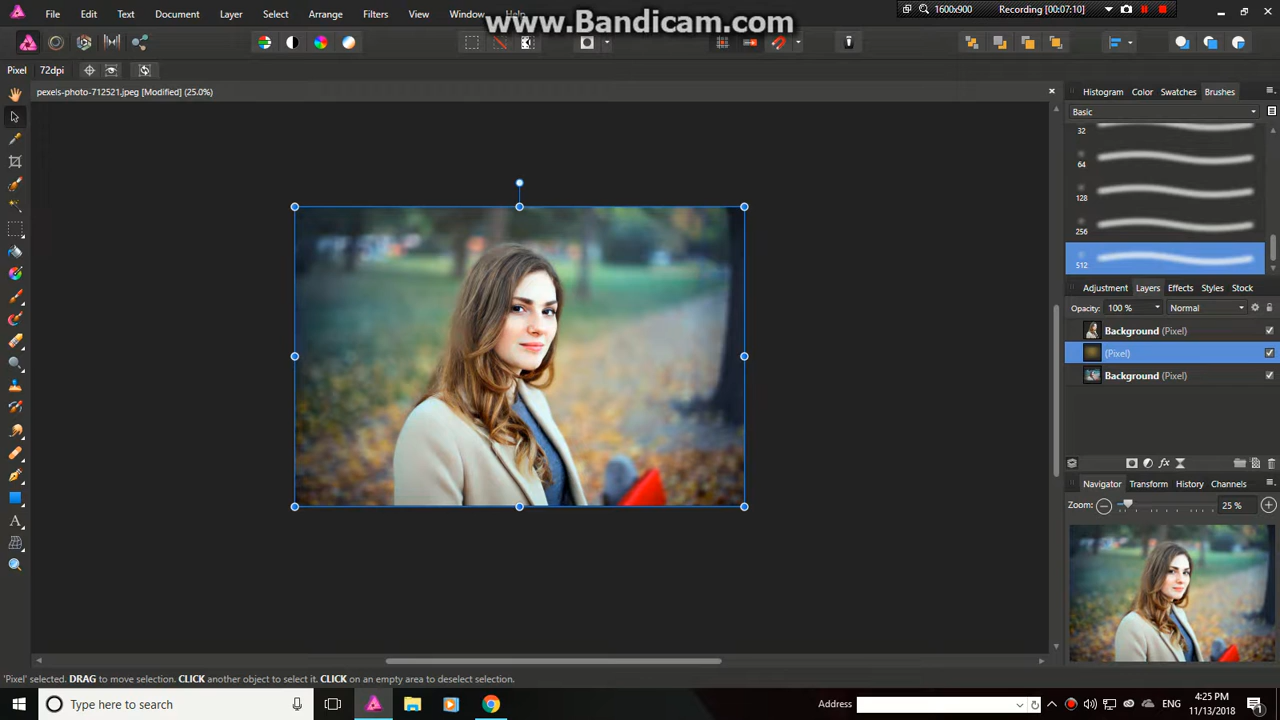 www.Bandicam.com
File Edit Text Document Layer Select Arrange Filters View Window Help
1600x900 Recording [00:07:10]
Pixel 72dpi
pexels-photo-712521.jpeg [Modified] (25.0%)
Histogram Color Swatches Brushes
Basic
32
64
128
256
512
Adjustment Layers Effects Styles Stock
Opacity: 100 % Normal
Background (Pixel)
(Pixel)
Background (Pixel)
Navigator Transform History Channels
Zoom: 25 %
'Pixel' selected. DRAG to move selection. CLICK another object to select it. CLICK on an empty area to deselect selection.
Type here to search
Address
ENG
4:25 PM
11/13/2018
1